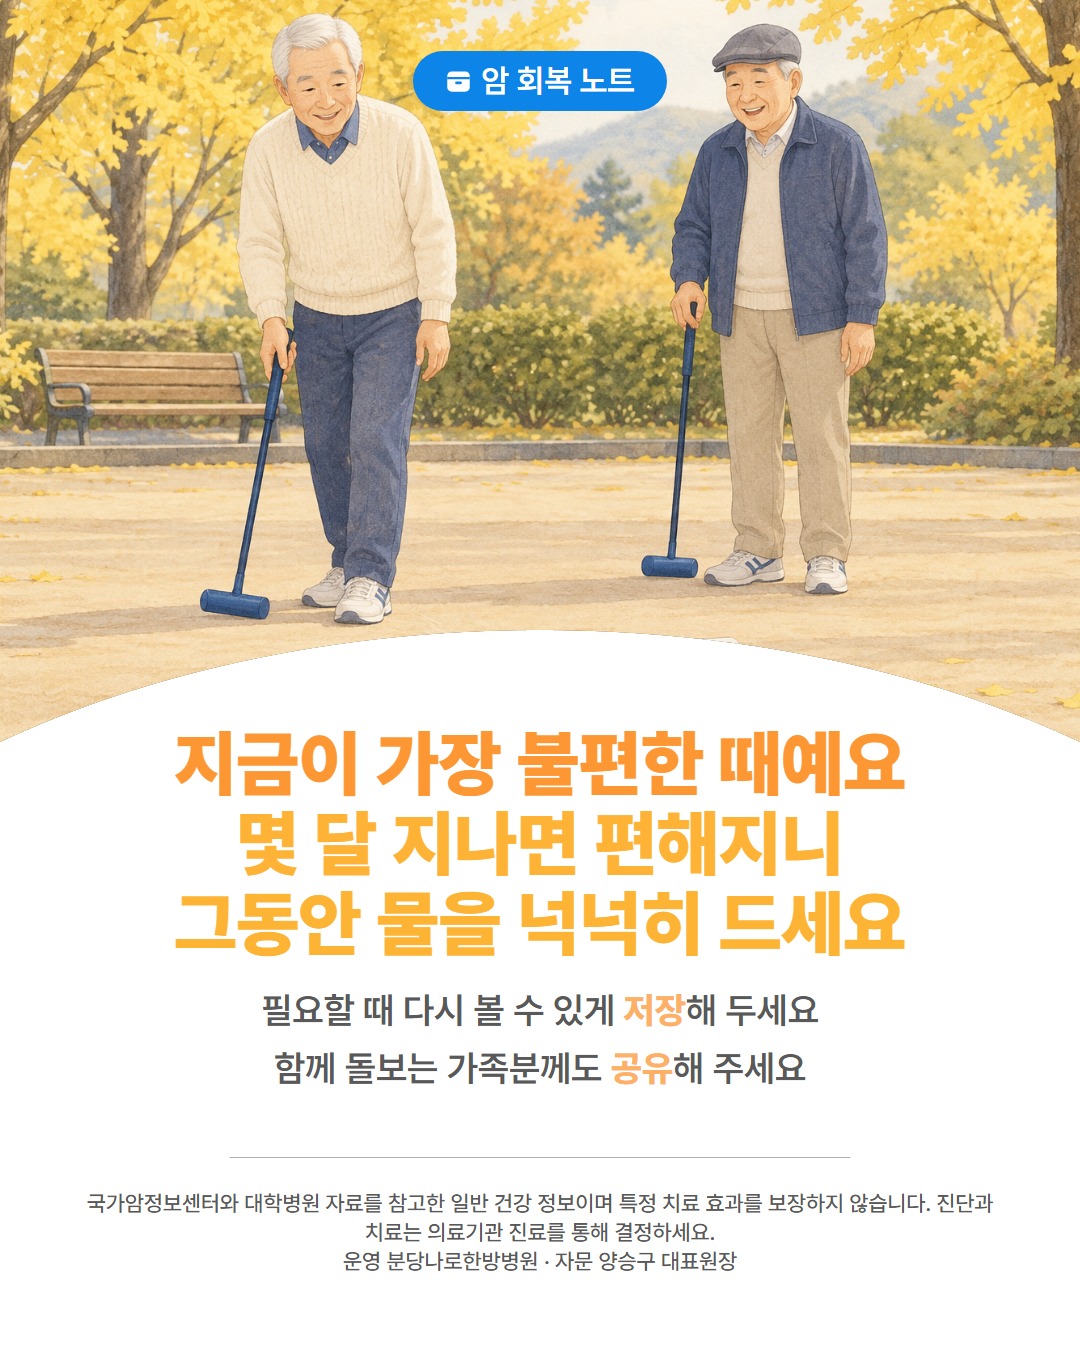 암 회복 노트
지금이 가장 불편한 때예요
몇 달 지나면 편해지니
그동안 물을 넉넉히 드세요
필요할 때 다시 볼 수 있게 저장해 두세요
함께 돌보는 가족분께도 공유해 주세요
국가암정보센터와 대학병원 자료를 참고한 일반 건강 정보이며 특정 치료 효과를 보장하지 않습니다. 진단과
치료는 의료기관 진료를 통해 결정하세요.
운영 분당나로한방병원 · 자문 양승구 대표원장